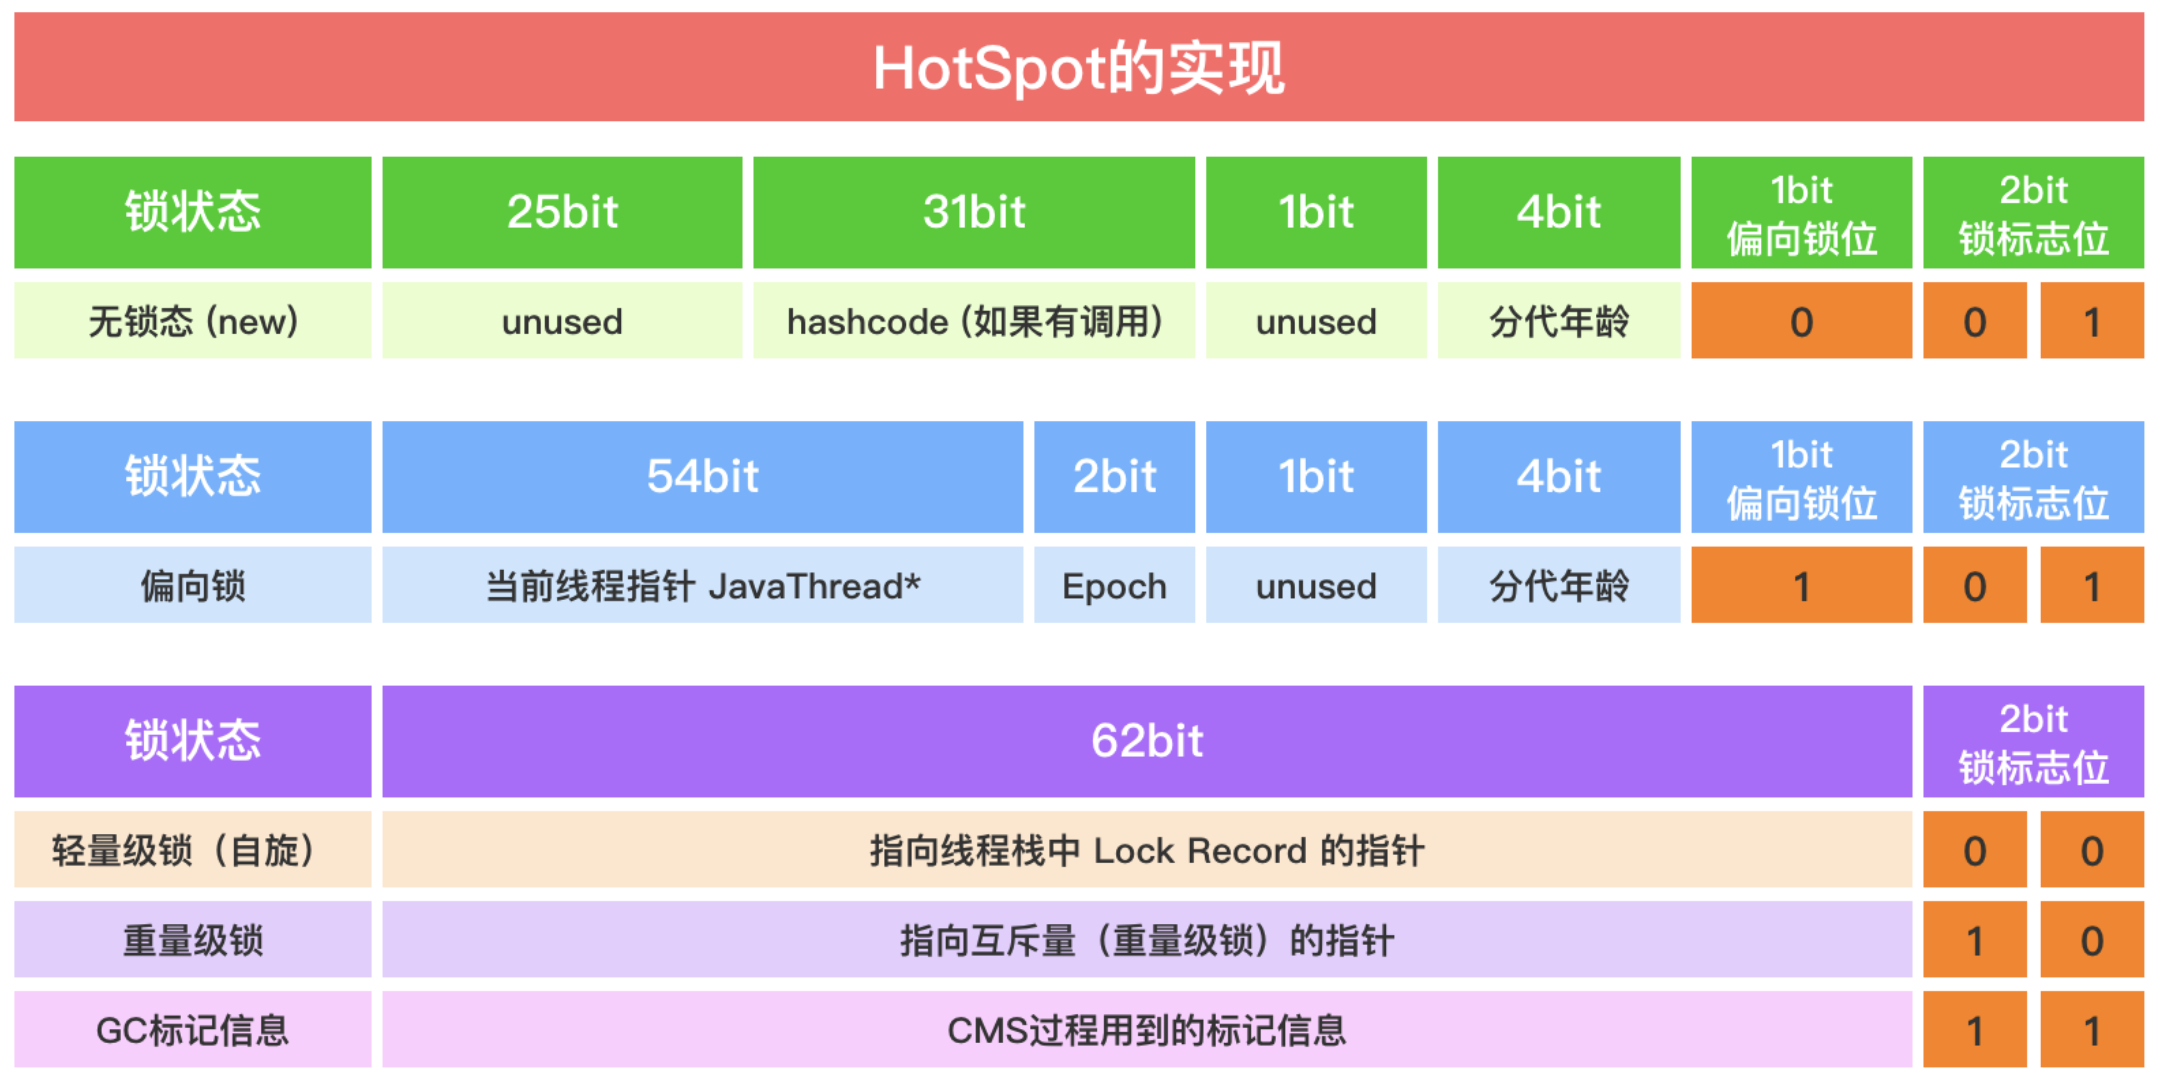 HotSpot的实现
锁状态 25bit 31bit 1bit 4bit 1bit 偏向锁位 2bit 锁标志位
无锁态 (new) unused hashcode (如果有调用) unused 分代年龄 0 0 1
锁状态 54bit 2bit 1bit 4bit 1bit 偏向锁位 2bit 锁标志位
偏向锁 当前线程指针 JavaThread* Epoch unused 分代年龄 1 0 1
锁状态 62bit 2bit 锁标志位
轻量级锁（自旋） 指向线程栈中 Lock Record 的指针 0 0
重量级锁 指向互斥量（重量级锁）的指针 1 0
GC标记信息 CMS过程用到的标记信息 1 1